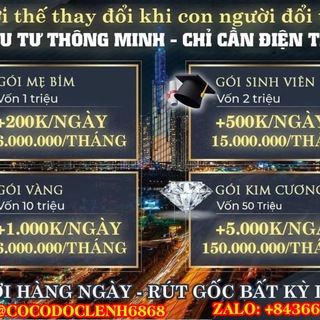 thế thay đổi khi con người đổi
TƯ THÔNG MINH - CHỈ CẦN ĐIỆN
GÓI MẸ BỈM
Vốn 1 triệu
+200K/NGÀY
6.000.000/THÁNG
GÓI SINH VIÊN
Vốn 2 triệu
+500K/NGÀY
15.000.000/THÁNG
GÓI VÀNG
Vốn 10 triệu
+1.000K/NGÀY
.000.000/THÁNG
GÓI KIM CƯƠNG
Vốn 50 Triệu
+5.000K/NGÀY
150.000.000/THÁNG
HÀNG NGÀY - RÚT GỐC BẤT KỲ
@COCODOCLENH6868
ZALO: +84366